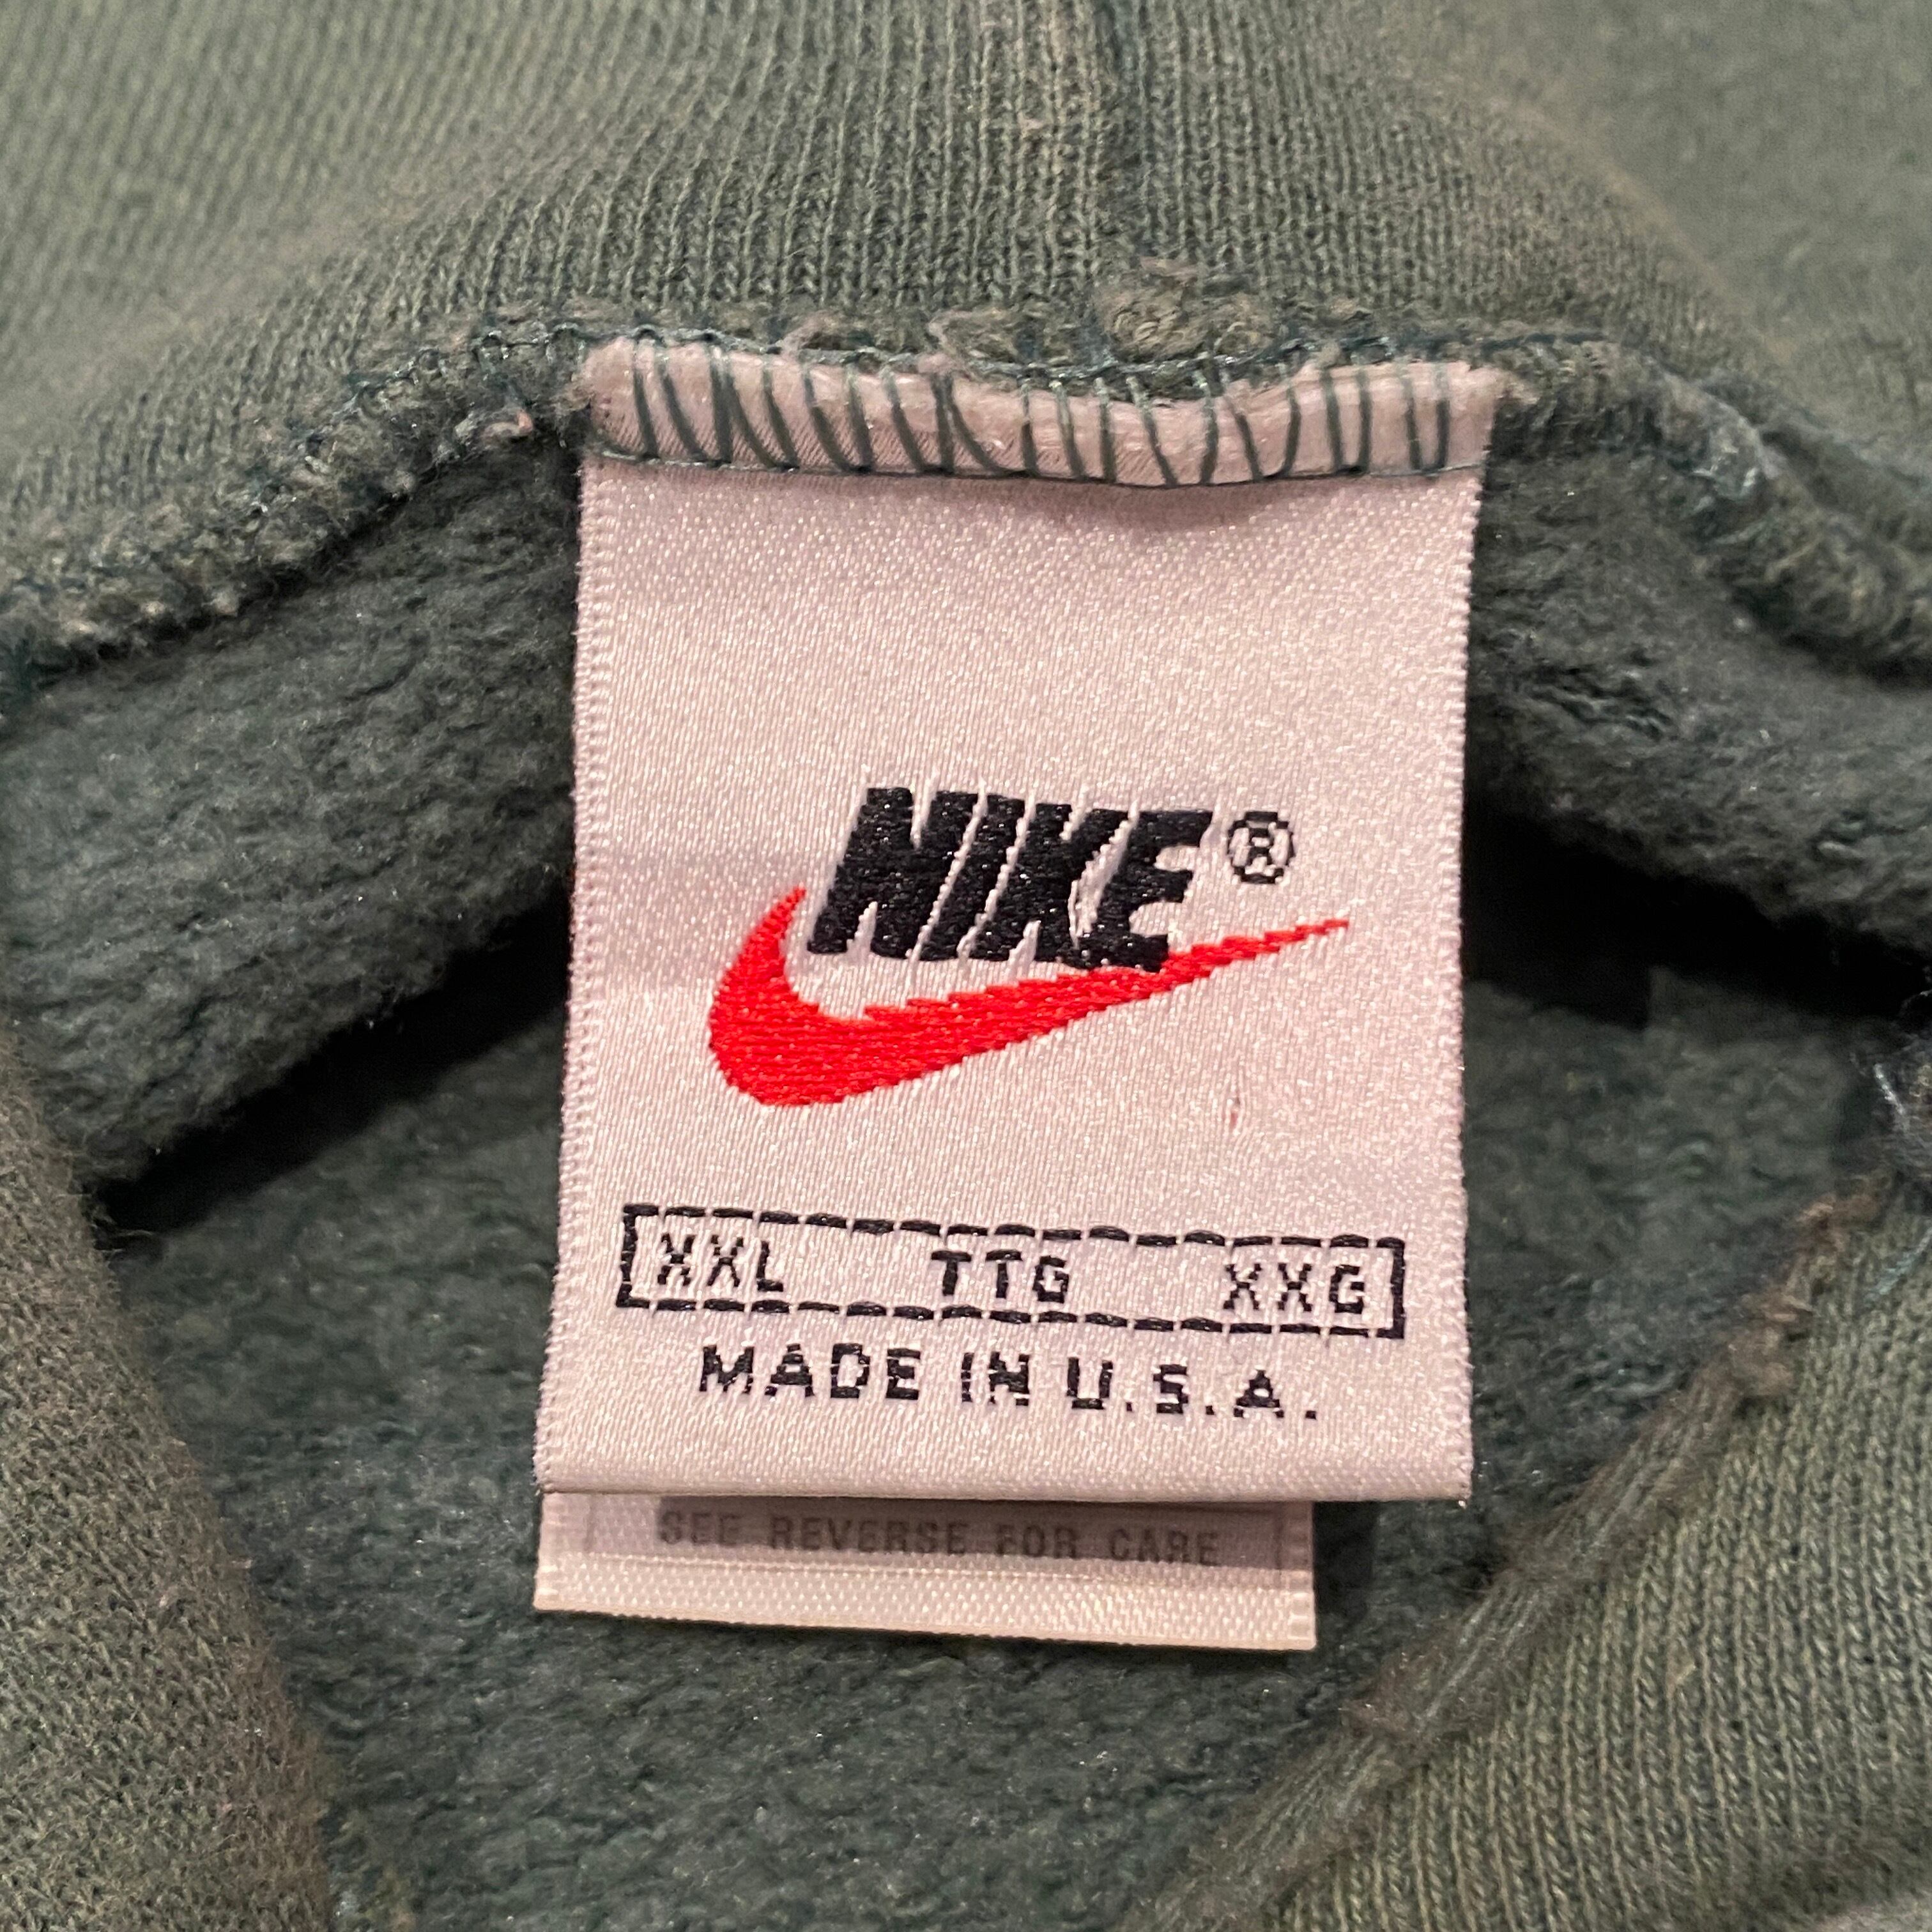 NIKE®
XXL TTG XXG
MADE IN U.S.A.
SEE REVERSE FOR CARE